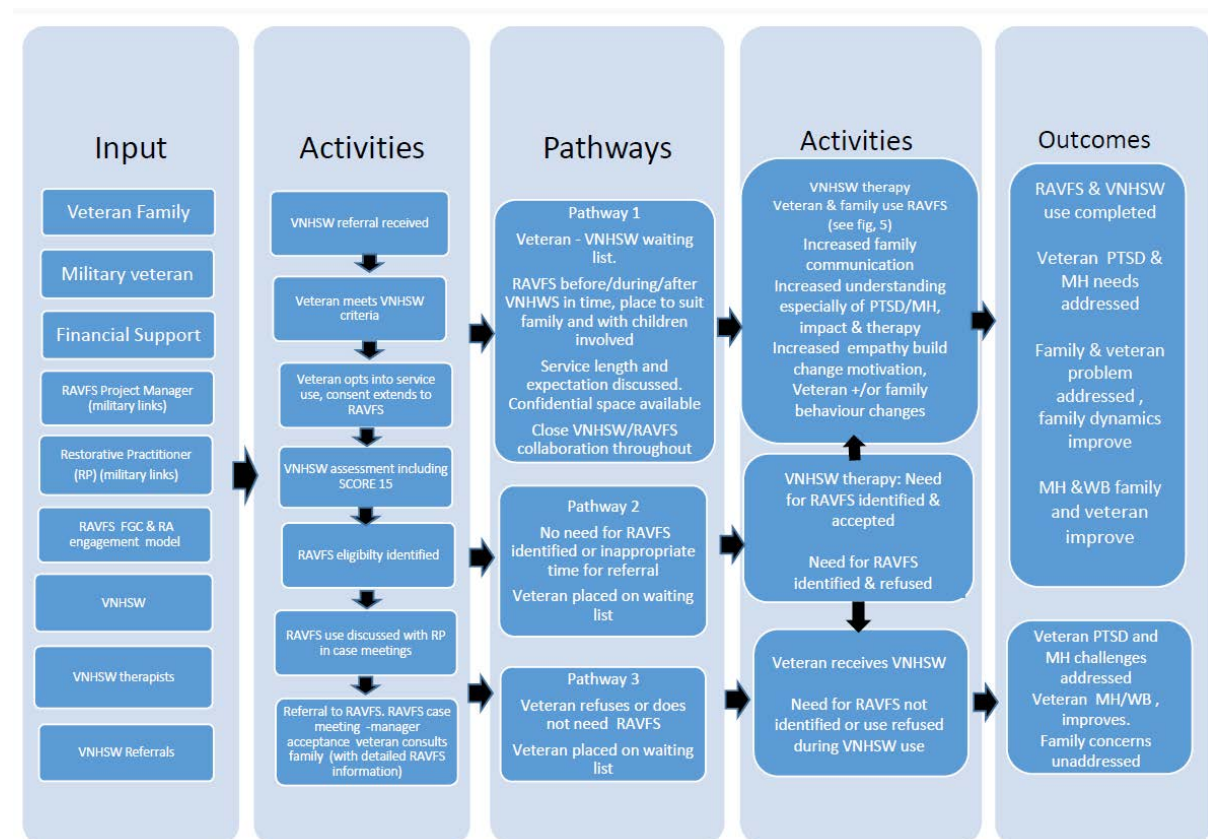 Input
Veteran Family
Military veteran
Financial Support
RAVFS Project Manager
(military links)
Restorative Practitioner
(RP) (military links)
RAVFS FGC & RA
engagement model
VNHSW
VNHSW therapists
VNHSW Referrals
Activities
VNHSW referral received
Veteran meets VNHSW
criteria
Veteran opts into service
use, consent extends to
RAVFS
VNHSW assessment including
SCORE 15
RAVFS eligibilty identified
RAVFS use discussed with RP
in case meetings
Referral to RAVFS. RAVFS case
meeting -manager
acceptance veteran consults
family (with detailed RAVFS
information)
Pathways
Pathway 1
Veteran - VNHSW waiting
list.
RAVFS before/during/after
VNHWS in time, place to suit
family and with children
involved
Service length and
expectation discussed.
Confidential space available
Close VNHSW/RAVFS
collaboration throughout
Pathway 2
No need for RAVFS
identified or inappropriate
time for referral
Veteran placed on waiting
list
Pathway 3
Veteran refuses or does
not need RAVFS
Veteran placed on waiting
list
Activities
VNHSW therapy
Veteran & family use RAVFS
(see fig, 5)
Increased family
communication
Increased understanding
especially of PTSD/MH,
impact & therapy
Increased empathy build
change motivation,
Veteran +/or family
behaviour changes
VNHSW therapy: Need
for RAVFS identified &
accepted
Need for RAVFS
identified & refused
Veteran receives VNHSW
Need for RAVFS not
identified or use refused
during VNHSW use
Outcomes
RAVFS & VNHSW
use completed
Veteran PTSD &
MH needs
addressed
Family & veteran
problem
addressed ,
family dynamics
improve
MH &WB family
and veteran
improve
Veteran PTSD and
MH challenges
addressed
Veteran MH/WB ,
improves.
Family concerns
unaddressed